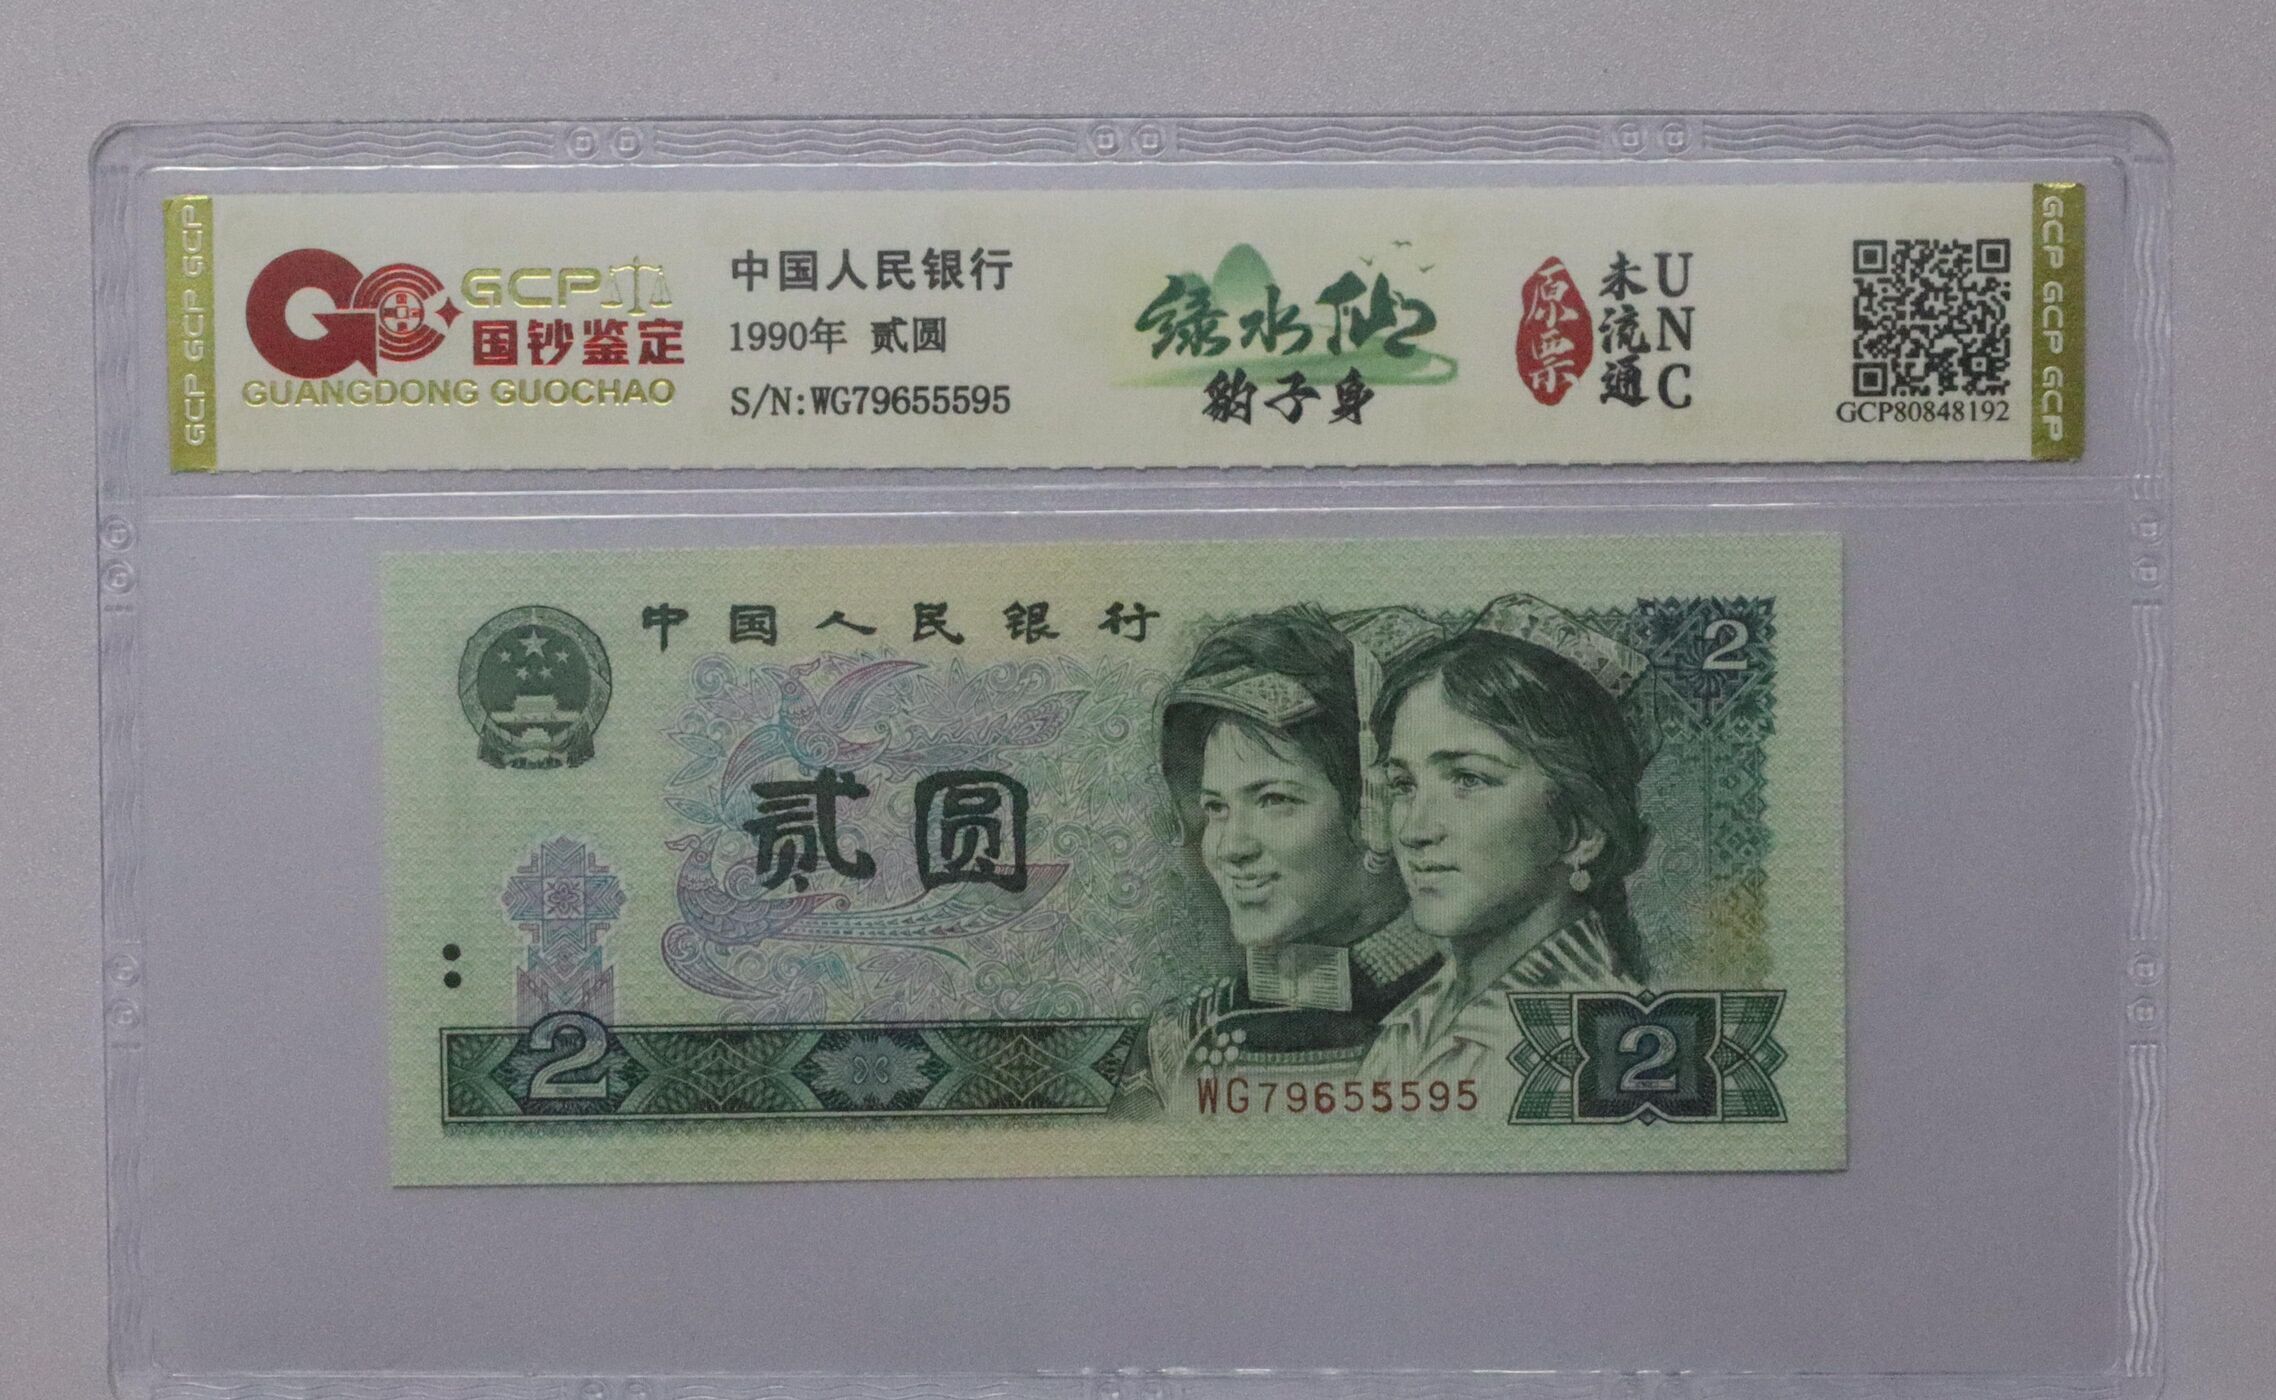 GCP GCP GCP
GCP
国钞鉴定
GUANGDONG GUOCHAO
中国人民银行
1990年 贰圆
S/N:WG79655595
绿水仙
豹子身
原票
未流通
UNC
GCP80848192
GCP GCP GCP
中国人民银行
2
贰圆
2
WG79655595
2